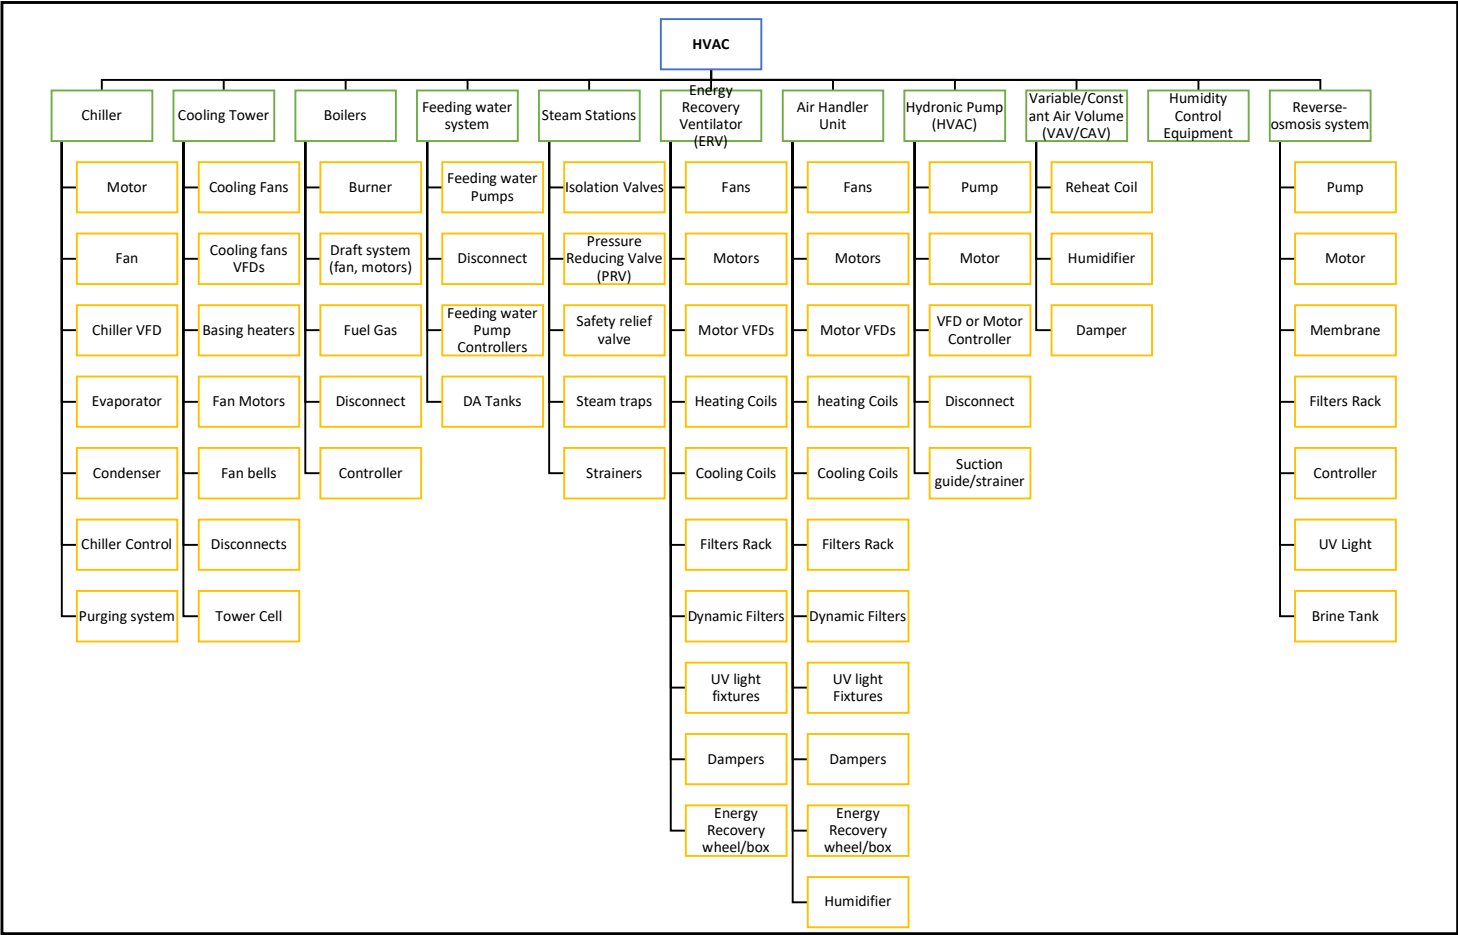 HVAC
Chiller
Cooling Tower
Boilers
Feeding water
system
Steam Stations
Energy
Recovery
Ventilator
(ERV)
Air Handler
Unit
Hydronic Pump
(HVAC)
Variable/Const
ant Air Volume
(VAV/CAV)
Humidity
Control
Equipment
Reverse-
osmosis system
Motor
Fan
Chiller VFD
Evaporator
Condenser
Chiller Control
Purging system
Cooling Fans
Cooling fans
VFDs
Basing heaters
Fan Motors
Fan bells
Disconnects
Tower Cell
Burner
Draft system
(fan, motors)
Fuel Gas
Disconnect
Controller
Feeding water
Pumps
Disconnect
Feeding water
Pump
Controllers
DA Tanks
Isolation Valves
Pressure
Reducing Valve
(PRV)
Safety relief
valve
Steam traps
Strainers
Fans
Motors
Motor VFDs
Heating Coils
Cooling Coils
Filters Rack
Dynamic Filters
UV light
fixtures
Dampers
Energy
Recovery
wheel/box
Fans
Motors
Motor VFDs
heating Coils
Cooling Coils
Filters Rack
Dynamic Filters
UV light
Fixtures
Dampers
Energy
Recovery
wheel/box
Humidifier
Pump
Motor
VFD or Motor
Controller
Disconnect
Suction
guide/strainer
Reheat Coil
Humidifier
Damper
Pump
Motor
Membrane
Filters Rack
Controller
UV Light
Brine Tank